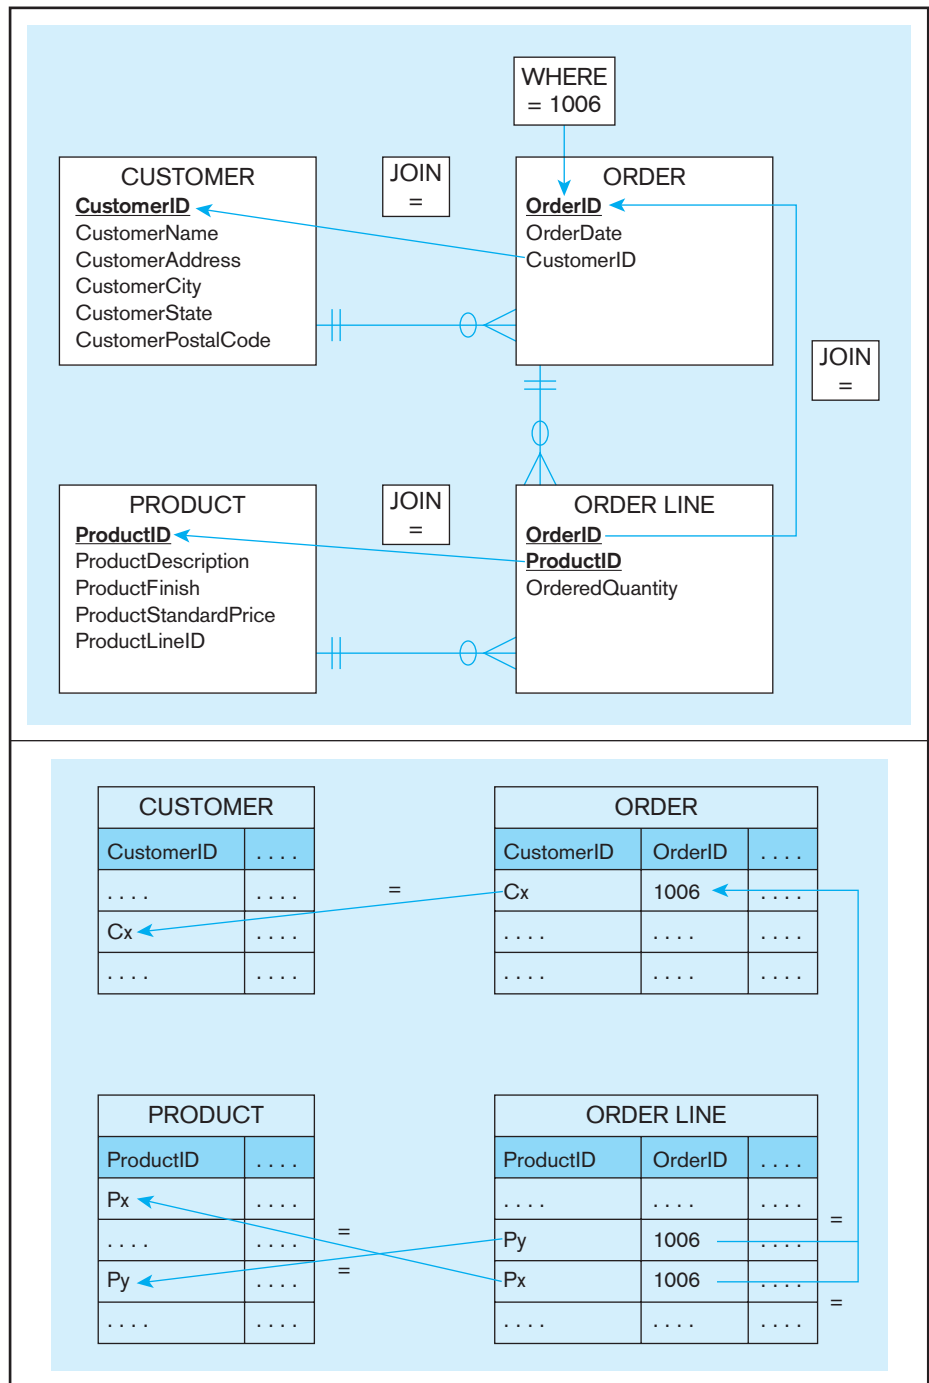 WHERE
= 1006
CUSTOMER
CustomerID
CustomerName
CustomerAddress
CustomerCity
CustomerState
CustomerPostalCode
JOIN
=
ORDER
OrderID
OrderDate
CustomerID
JOIN
=
PRODUCT
ProductID
ProductDescription
ProductFinish
ProductStandardPrice
ProductLineID
JOIN
=
ORDER LINE
OrderID
ProductID
OrderedQuantity
CUSTOMER
CustomerID . . . .
. . . . . . . .
Cx . . . .
. . . . . . . .
=
ORDER
CustomerID OrderID . . . .
Cx 1006 . . . .
. . . . . . . . . . . .
. . . . . . . . . . . .
PRODUCT
ProductID . . . .
Px . . . .
. . . . . . . .
Py . . . .
. . . . . . . .
=
=
ORDER LINE
ProductID OrderID . . . .
. . . . . . . . . . . .
Py 1006 . . . .
Px 1006 . . . .
. . . . . . . . . . . .
=
=